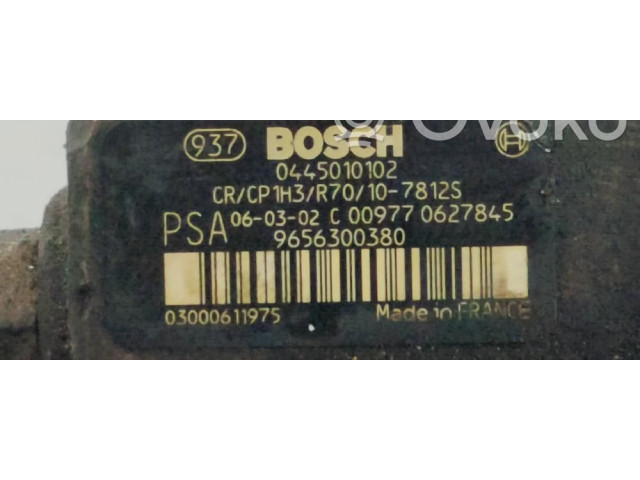 937 BOSCH
0445010102
CR/CP1H3/R70/10-7812S
PSA 06-03-02 C 00977 0627845
9656300380
03000611975 Made in FRANCE